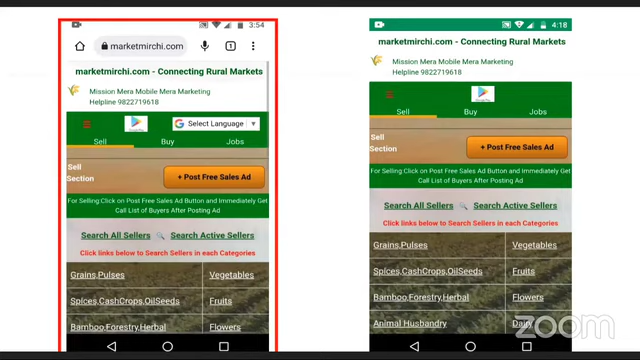 3:54
marketmirchi.com
1
marketmirchi.com - Connecting Rural Markets
Mission Mera Mobile Mera Marketing
Helpline 9822719618
Select Language
Sell
Buy
Jobs
Sell
Section
+ Post Free Sales Ad
For Selling:Click on Post Free Sales Ad Button and Immediately Get
Call List of Buyers After Posting Ad
Search All Sellers
Search Active Sellers
Click links below to Search Sellers in each Categories
Grains,Pulses
Vegetables
Spices,CashCrops,OilSeeds
Fruits
Bamboo,Forestry,Herbal
Flowers
4:18
marketmirchi.com - Connecting Rural Markets
Mission Mera Mobile Mera Marketing
Helpline 9822719618
Sell
Buy
Jobs
Sell
Section
+ Post Free Sales Ad
For Selling:Click on Post Free Sales Ad Button and Immediately Get
Call List of Buyers After Posting Ad
Search All Sellers
Search Active Sellers
Click links below to Search Sellers in each Categories
Grains,Pulses
Vegetables
Spices,CashCrops,OilSeeds
Fruits
Bamboo,Forestry,Herbal
Flowers
Animal Husbandry
Dairy
zoom